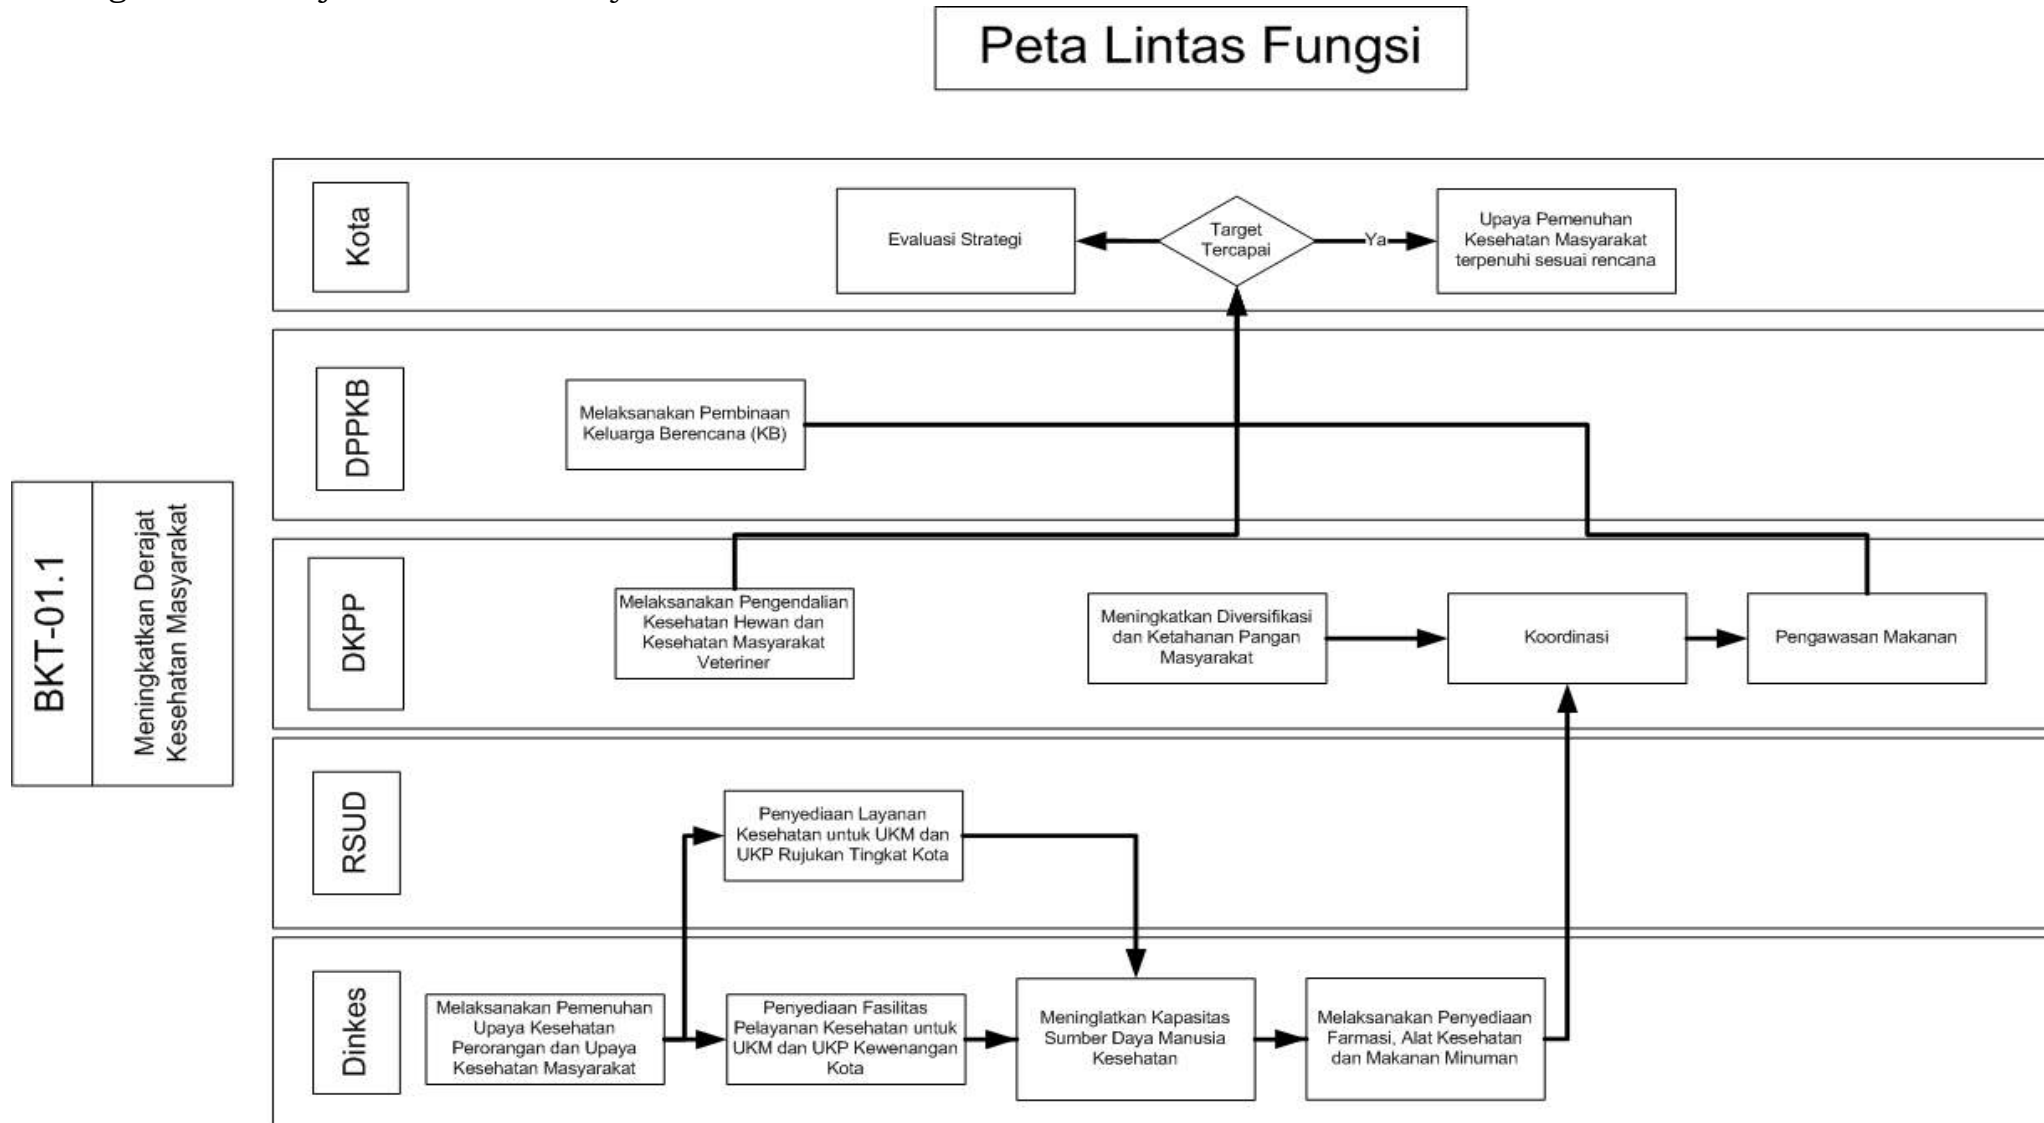 Peta Lintas Fungsi
BKT-01.1
Meningkatkan Derajat
Kesehatan Masyarakat
Kota
Evaluasi Strategi
Target
Tercapai
Ya
Upaya Pemenuhan
Kesehatan Masyarakat
terpenuhi sesuai rencana
DPPKB
Melaksanakan Pembinaan
Keluarga Berencana (KB)
DKPP
Melaksanakan Pengendalian
Kesehatan Hewan dan
Kesehatan Masyarakat
Veteriner
Meningkatkan Diversifikasi
dan Ketahanan Pangan
Masyarakat
Koordinasi
Pengawasan Makanan
RSUD
Penyediaan Layanan
Kesehatan untuk UKM dan
UKP Rujukan Tingkat Kota
Dinkes
Melaksanakan Pemenuhan
Upaya Kesehatan
Perorangan dan Upaya
Kesehatan Masyarakat
Penyediaan Fasilitas
Pelayanan Kesehatan untuk
UKM dan UKP Kewenangan
Kota
Meninglatkan Kapasitas
Sumber Daya Manusia
Kesehatan
Melaksanakan Penyediaan
Farmasi, Alat Kesehatan
dan Makanan Minuman